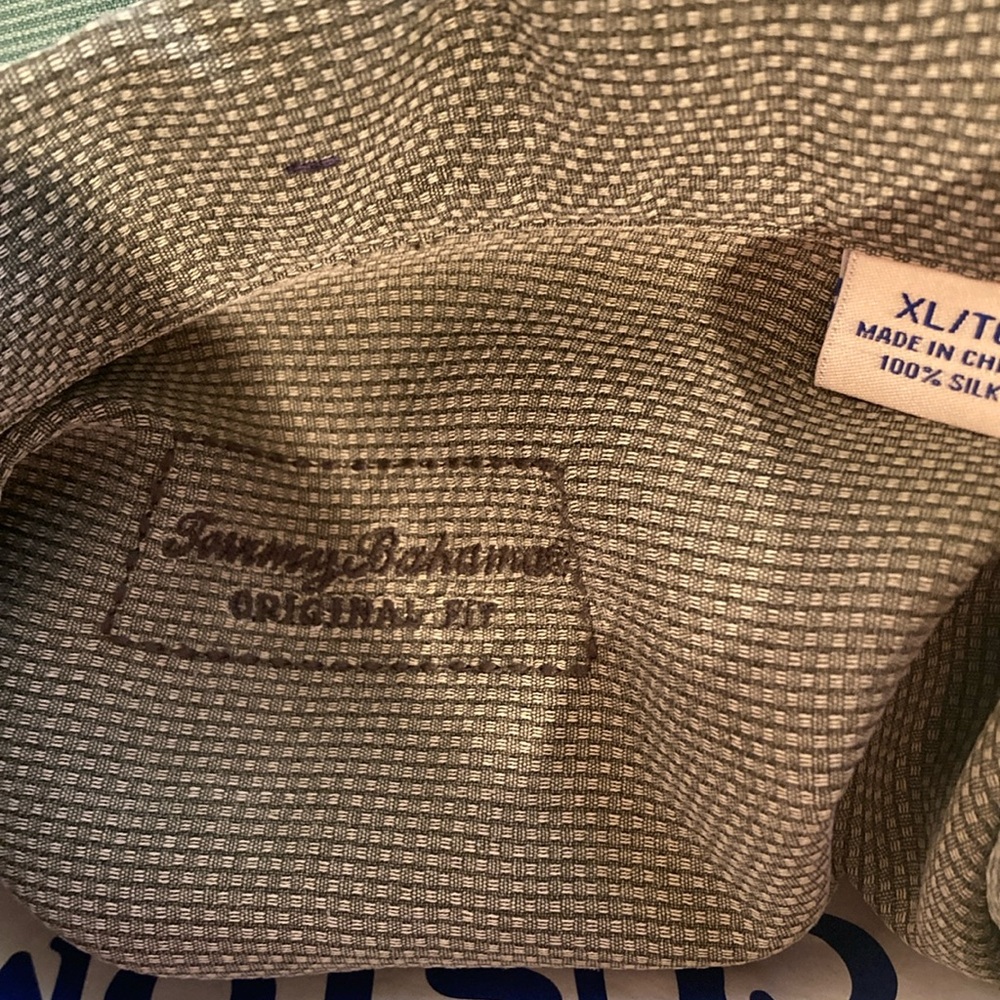 XL/T
MADE IN CHI
100% SILK
Tommy Bahama
ORIGINAL FIT